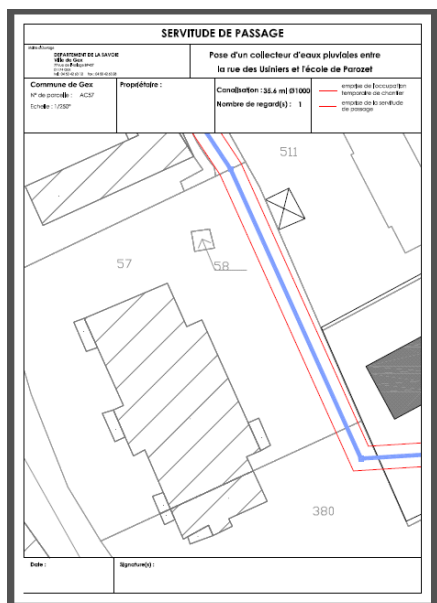 SERVITUDE DE PASSAGE
DEPARTEMENT DE LA SAVOIE
Ville de Gex
Pose d'un collecteur d'eaux pluviales entre
la rue des Usiniers et l'école de Parozet
Commune de Gex
N° de parcelle : AC57
Echelle : 1/250°
Propriétaire :
Canalisation : 35.6 ml Ø1000
Nombre de regard(s) : 1
emprise de l'occupation
temporaire de chantier
emprise de la servitude
de passage
511
57
58
380
Date :
Signature(s) :